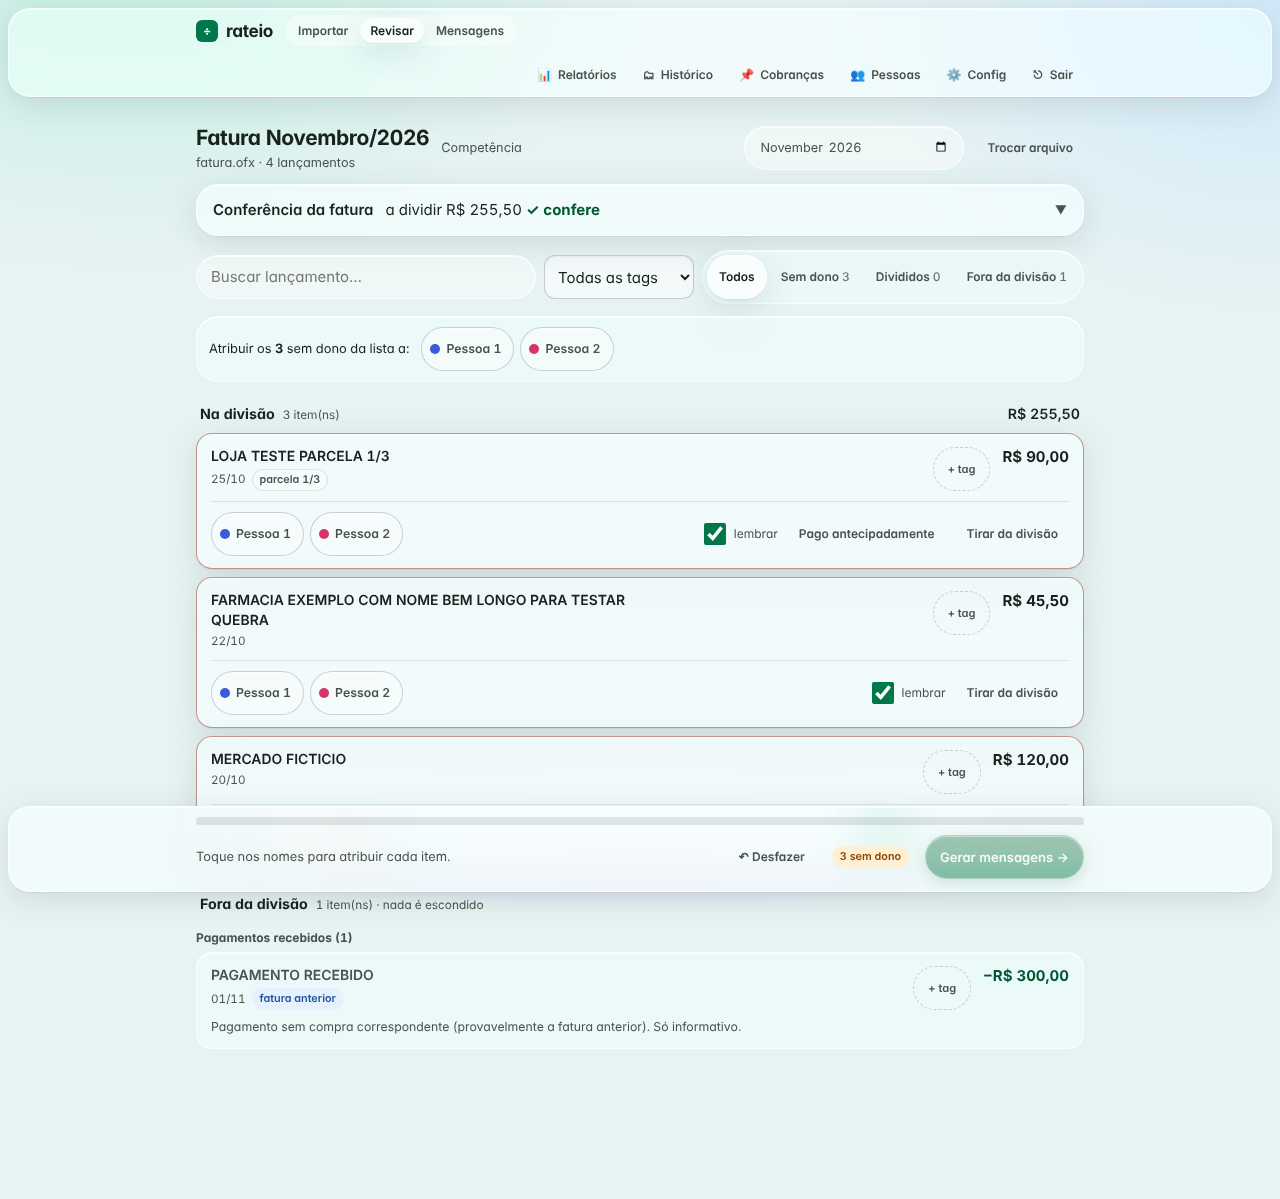 ÷ rateio Importar Revisar Mensagens
📊 Relatórios 🗂 Histórico 📌 Cobranças 👥 Pessoas ⚙️ Config ⎋ Sair
Fatura Novembro/2026
fatura.ofx · 4 lançamentos
Competência
November 2026
Trocar arquivo
Conferência da fatura a dividir R$ 255,50 ✓ confere ▼
Buscar lançamento... Todas as tags Todos Sem dono 3 Divididos 0 Fora da divisão 1
Atribuir os 3 sem dono da lista a: Pessoa 1 Pessoa 2
Na divisão 3 item(ns) R$ 255,50
LOJA TESTE PARCELA 1/3 + tag R$ 90,00
25/10 parcela 1/3
Pessoa 1 Pessoa 2 lembrar Pago antecipadamente Tirar da divisão
FARMACIA EXEMPLO COM NOME BEM LONGO PARA TESTAR
QUEBRA
+ tag R$ 45,50
22/10
Pessoa 1 Pessoa 2 lembrar Tirar da divisão
MERCADO FICTICIO + tag R$ 120,00
20/10
Toque nos nomes para atribuir cada item. ↶ Desfazer 3 sem dono Gerar mensagens →
Fora da divisão 1 item(ns) · nada é escondido
Pagamentos recebidos (1)
PAGAMENTO RECEBIDO + tag −R$ 300,00
01/11 fatura anterior
Pagamento sem compra correspondente (provavelmente a fatura anterior). Só informativo.